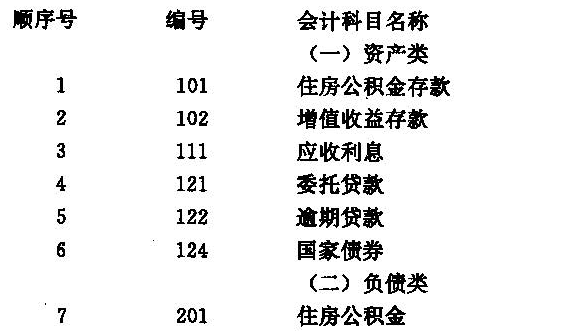 顺序号 编号 会计科目名称
（一）资产类
1 101 住房公积金存款
2 102 增值收益存款
3 111 应收利息
4 121 委托贷款
5 122 逾期贷款
6 124 国家债券
（二）负债类
7 201 住房公积金